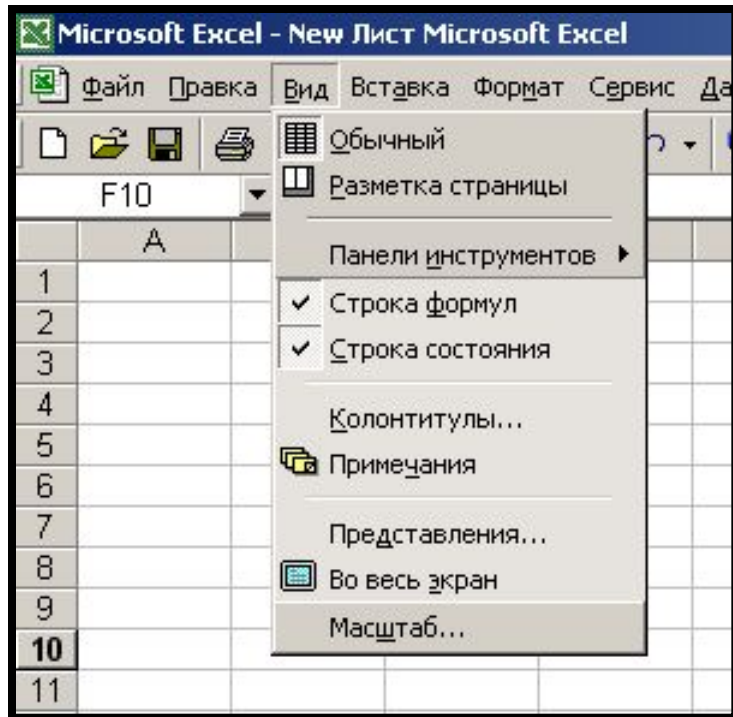 Microsoft Excel - New Лист Microsoft Excel
Файл Правка Вид Вставка Формат Сервис Да
F10
Обычный
Разметка страницы
Панели инструментов
Строка формул
Строка состояния
Колонтитулы...
Примечания
Представления...
Во весь экран
Масштаб...
A
1
2
3
4
5
6
7
8
9
10
11